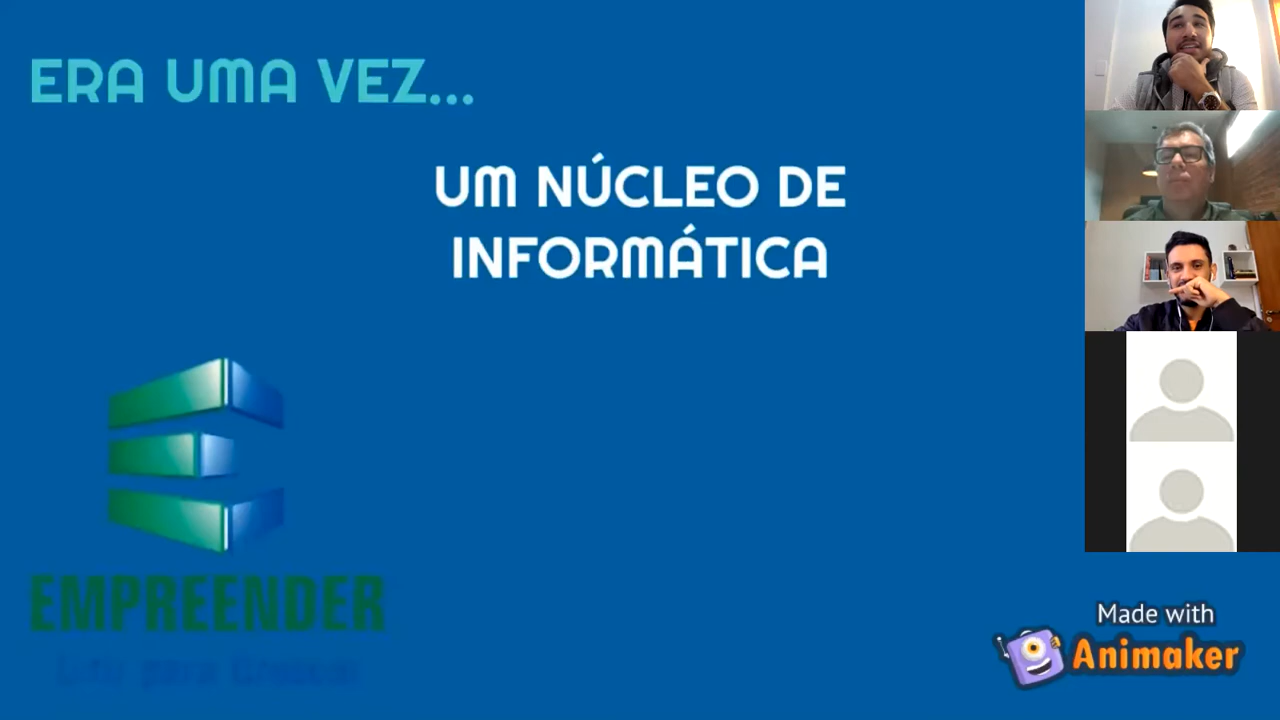 ERA UMA VEZ...
UM NÚCLEO DE
INFORMÁTICA
EMPREENDER
Made with
Animaker